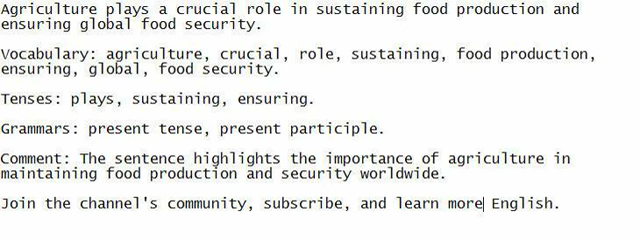 Agriculture plays a crucial role in sustaining food production and
ensuring global food security.
Vocabulary: agriculture, crucial, role, sustaining, food production,
ensuring, global, food security.
Tenses: plays, sustaining, ensuring.
Grammars: present tense, present participle.
Comment: The sentence highlights the importance of agriculture in
maintaining food production and security worldwide.
Join the channel's community, subscribe, and learn more English.